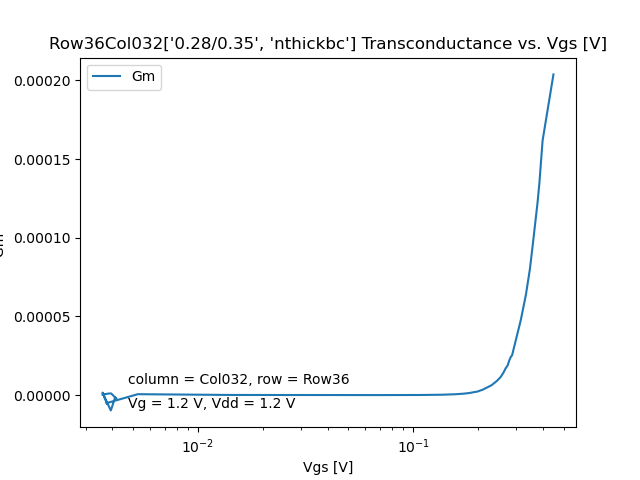 Row36Col032['0.28/0.35', 'nthickbc'] Transconductance vs. Vgs [V]
Gm
0.00020
0.00015
0.00010
0.00005
0.00000
column = Col032, row = Row36
Vg = 1.2 V, Vdd = 1.2 V
10⁻²
10⁻¹
Vgs [V]